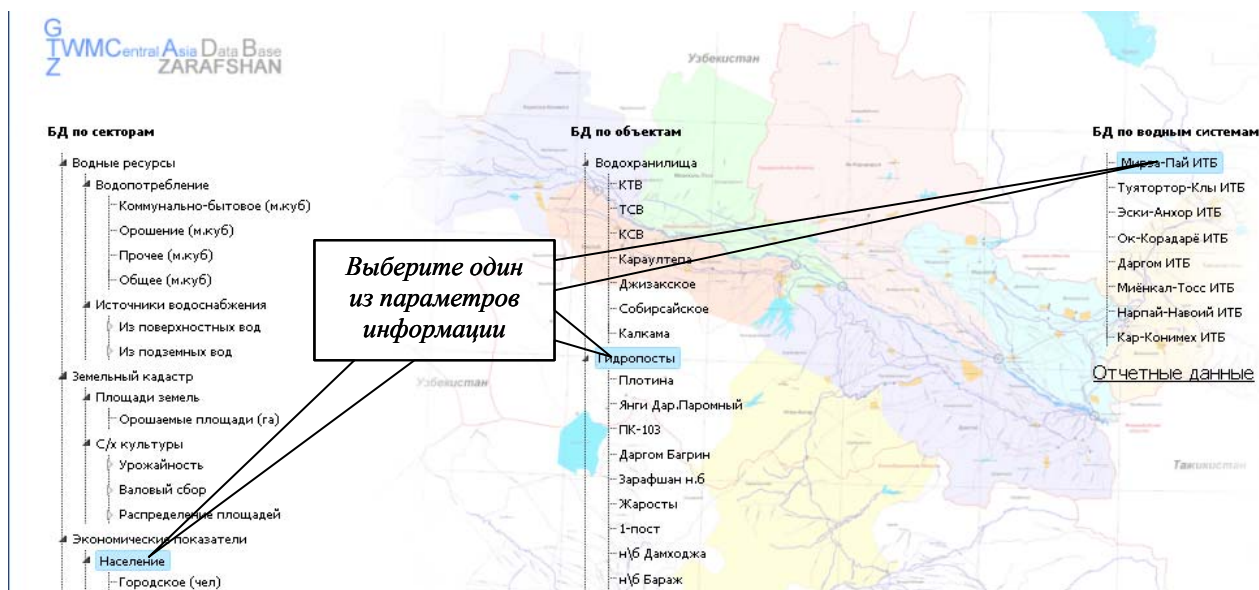 GTZ
TWMCentral Asia Data Base
ZARAFSHAN
Узбекистан
БД по секторам
Водные ресурсы
Водопотребление
Коммунально-бытовое (м.куб)
Орошение (м.куб)
Прочее (м.куб)
Общее (м.куб)
Источники водоснабжения
Из поверхностных вод
Из подземных вод
Земельный кадастр
Площади земель
Орошаемые площади (га)
С/х культуры
Урожайность
Валовый сбор
Распределение площадей
Экономические показатели
Население
Городское (чел)
Выберите один
из параметров
информации
БД по объектам
Водохранилища
КТВ
ТСВ
КСВ
Караултепа
Джизакское
Собирсайское
Калкама
Гидропосты
Плотина
Янги Дар.Паромный
ПК-103
Даргом Багрин
Зарафшан н.б
Жаросты
1-пост
н\б Дамходжа
н\б Бараж
БД по водным системам
Мирза-Пай ИТБ
Туятортор-Клы ИТБ
Эски-Анхор ИТБ
Ок-Корадарё ИТБ
Даргом ИТБ
Миёнкал-Тосс ИТБ
Нарпай-Навоий ИТБ
Кар-Конимех ИТБ
Отчетные данные
Узбекистан
Тажикистан